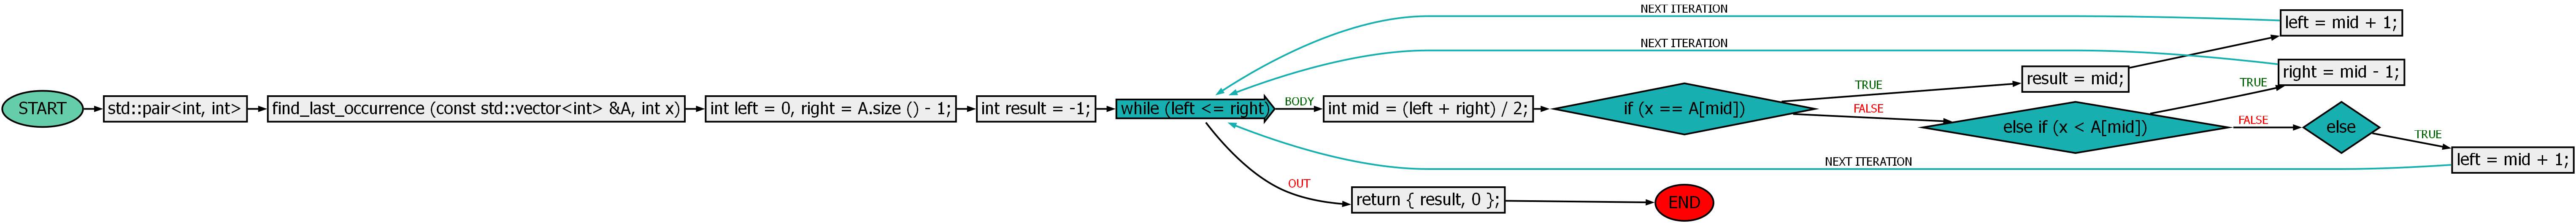 START
std::pair<int, int>
find_last_occurrence (const std::vector<int> &A, int x)
int left = 0, right = A.size () - 1;
int result = -1;
while (left <= right)
BODY
int mid = (left + right) / 2;
if (x == A[mid])
TRUE
result = mid;
left = mid + 1;
NEXT ITERATION
FALSE
else if (x < A[mid])
TRUE
right = mid - 1;
NEXT ITERATION
FALSE
else
TRUE
left = mid + 1;
NEXT ITERATION
OUT
return { result, 0 };
END